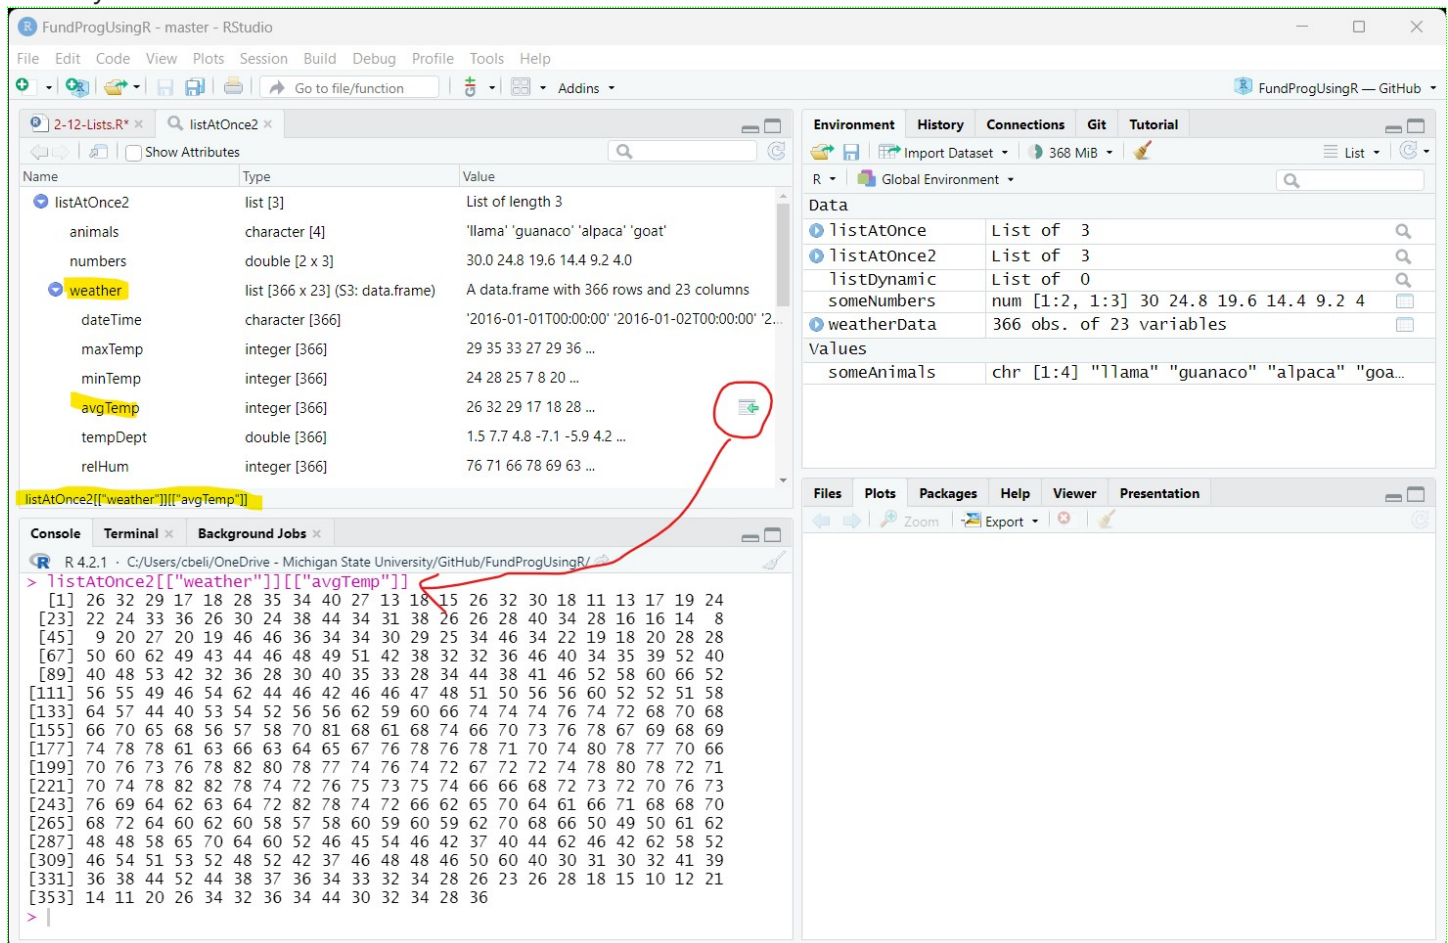 FundProgUsingR - master - RStudio
File Edit Code View Plots Session Build Debug Profile Tools Help
Go to file/function Addins FundProgUsingR — GitHub
2-12-Lists.R* listAtOnce2
Show Attributes
Name Type Value
listAtOnce2 list [3] List of length 3
animals character [4] 'llama' 'guanaco' 'alpaca' 'goat'
numbers double [2 x 3] 30.0 24.8 19.6 14.4 9.2 4.0
weather list [366 x 23] (S3: data.frame) A data.frame with 366 rows and 23 columns
dateTime character [366] '2016-01-01T00:00:00' '2016-01-02T00:00:00' '2...
maxTemp integer [366] 29 35 33 27 29 36 ...
minTemp integer [366] 24 28 25 7 8 20 ...
avgTemp integer [366] 26 32 29 17 18 28 ...
tempDept double [366] 1.5 7.7 4.8 -7.1 -5.9 4.2 ...
relHum integer [366] 76 71 66 78 69 63 ...
listAtOnce2[["weather"]][["avgTemp"]]
Environment History Connections Git Tutorial
Import Dataset 368 MiB List
R Global Environment
Data
listAtOnce List of 3
listAtOnce2 List of 3
listDynamic List of 0
someNumbers num [1:2, 1:3] 30 24.8 19.6 14.4 9.2 4
weatherData 366 obs. of 23 variables
Values
someAnimals chr [1:4] "llama" "guanaco" "alpaca" "goa...
Files Plots Packages Help Viewer Presentation
Zoom Export
Console Terminal Background Jobs
R 4.2.1 · C:/Users/cbeli/OneDrive - Michigan State University/GitHub/FundProgUsingR/
> listAtOnce2[["weather"]][["avgTemp"]]
[1] 26 32 29 17 18 28 35 34 40 27 13 18 15 26 32 30 18 11 13 17 19 24
[23] 22 24 33 36 26 30 24 38 44 34 31 38 26 26 28 40 34 28 16 16 14 8
[45] 9 20 27 20 19 46 46 36 34 34 30 29 25 34 46 34 22 19 18 20 28 28
[67] 50 60 62 49 43 44 46 48 49 51 42 38 32 32 36 46 40 34 35 39 52 40
[89] 40 48 53 42 32 36 28 30 40 35 33 28 34 44 38 41 46 52 58 60 66 52
[111] 56 55 49 46 54 62 44 46 42 46 46 47 48 51 50 56 56 60 52 52 51 58
[133] 64 57 44 40 53 54 52 56 56 62 59 60 66 74 74 74 76 74 72 68 70 68
[155] 66 70 65 68 56 57 58 70 81 68 61 68 74 66 70 73 76 78 67 69 68 69
[177] 74 78 78 61 63 66 63 64 65 67 76 78 76 78 71 70 74 80 78 77 70 66
[199] 70 76 73 76 78 82 80 78 77 74 76 74 72 67 72 72 74 78 80 78 72 71
[221] 70 74 78 82 82 78 74 72 76 75 73 75 74 66 66 68 72 73 72 70 76 73
[243] 76 69 64 62 63 64 72 82 78 74 72 66 62 65 70 64 61 66 71 68 68 70
[265] 68 72 64 60 62 60 58 57 58 60 59 60 59 62 70 68 66 50 49 50 61 62
[287] 48 48 58 65 70 64 60 52 46 45 54 46 42 37 40 44 62 46 42 62 58 52
[309] 46 54 51 53 52 48 52 42 37 46 48 48 46 50 60 40 30 31 30 32 41 39
[331] 36 38 44 52 44 38 37 36 34 33 32 34 28 26 23 26 28 18 15 10 12 21
[353] 14 11 20 26 34 32 36 34 44 30 32 34 28 36
>